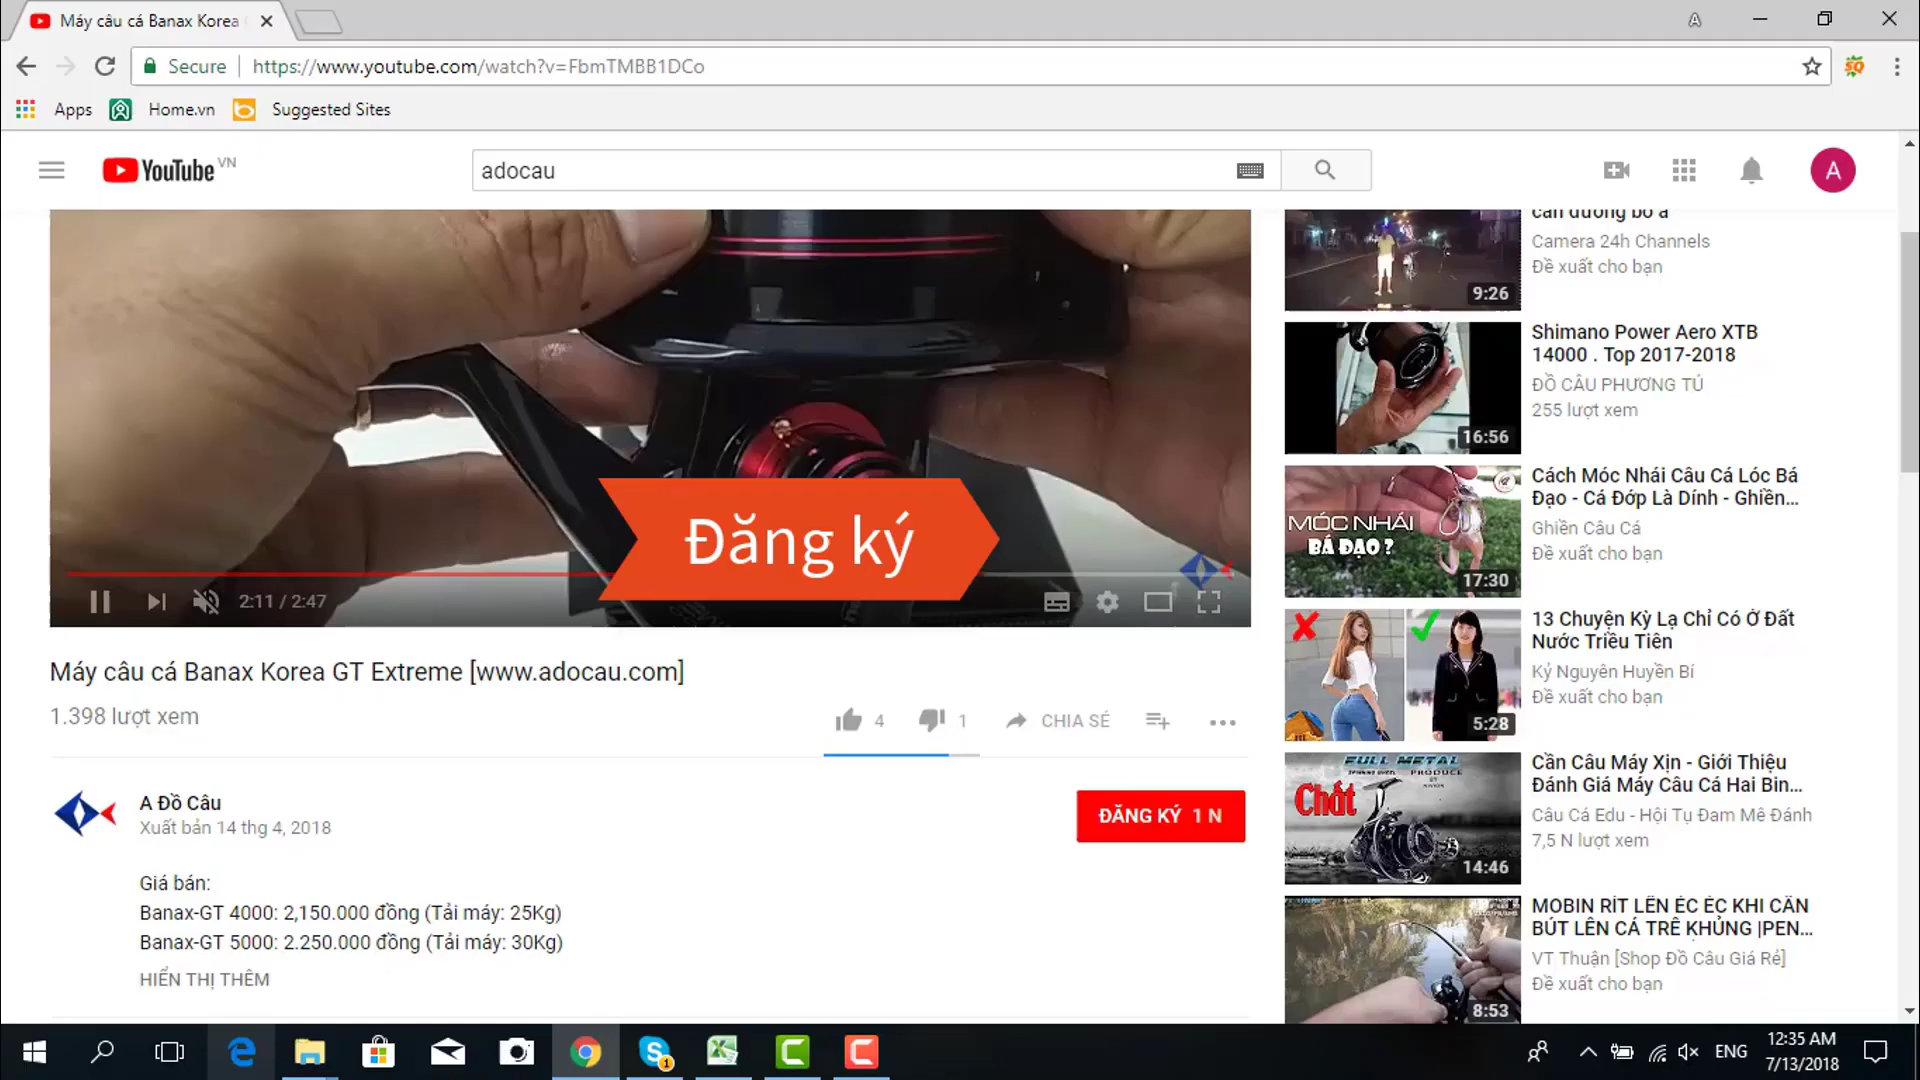 Máy câu cá Banax Korea
Secure
https://www.youtube.com/watch?v=FbmTMBB1DCo
Apps
Home.vn
Suggested Sites
YouTube VN
adocau
A
Đăng ký
2:11 / 2:47
Máy câu cá Banax Korea GT Extreme [www.adocau.com]
1.398 lượt xem
4
1
CHIA SẺ
A Đồ Câu
Xuất bản 14 thg 4, 2018
ĐĂNG KÝ 1 N
Giá bán:
Banax-GT 4000: 2,150.000 đồng (Tải máy: 25Kg)
Banax-GT 5000: 2.250.000 đồng (Tải máy: 30Kg)
HIỂN THỊ THÊM
Camera 24h Channels
Đề xuất cho bạn
9:26
Shimano Power Aero XTB
14000 . Top 2017-2018
ĐỒ CÂU PHƯƠNG TÚ
255 lượt xem
16:56
MÓC NHÁI
BÁ ĐẠO ?
17:30
Cách Móc Nhái Câu Cá Lóc Bá
Đạo - Cá Đớp Là Dính - Ghiền...
Ghiền Câu Cá
Đề xuất cho bạn
5:28
13 Chuyện Kỳ Lạ Chỉ Có Ở Đất
Nước Triều Tiên
Kỷ Nguyên Huyền Bí
Đề xuất cho bạn
FULL METAL
Chất
14:46
Cần Câu Máy Xịn - Giới Thiệu
Đánh Giá Máy Câu Cá Hai Bin...
Câu Cá Edu - Hội Tụ Đam Mê Đánh
7,5 N lượt xem
8:53
MOBIN RÍT LÊN ÉC ÉC KHI CẦN
BÚT LÊN CÁ TRÊ KHỦNG |PEN...
VT Thuận [Shop Đồ Câu Giá Rẻ]
Đề xuất cho bạn
1
ENG
12:35 AM
7/13/2018